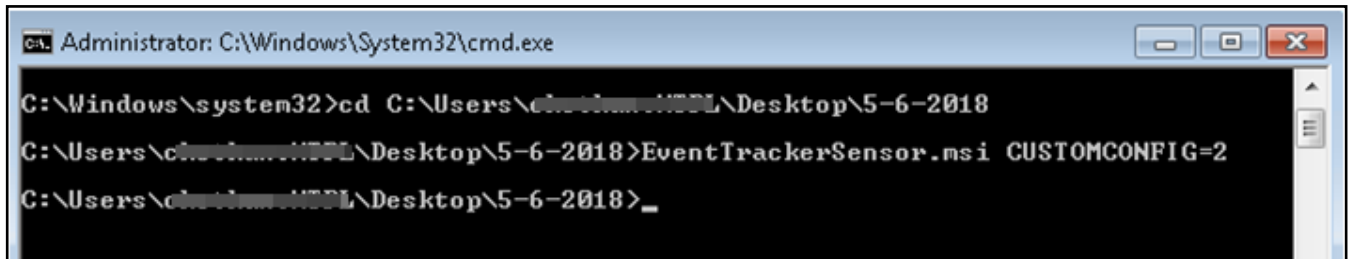 Administrator: C:\Windows\System32\cmd.exe
C:\Windows\system32>cd C:\Users\\Desktop\5-6-2018
C:\Users\\Desktop\5-6-2018>EventTrackerSensor.msi CUSTOMCONFIG=2
C:\Users\\Desktop\5-6-2018>_